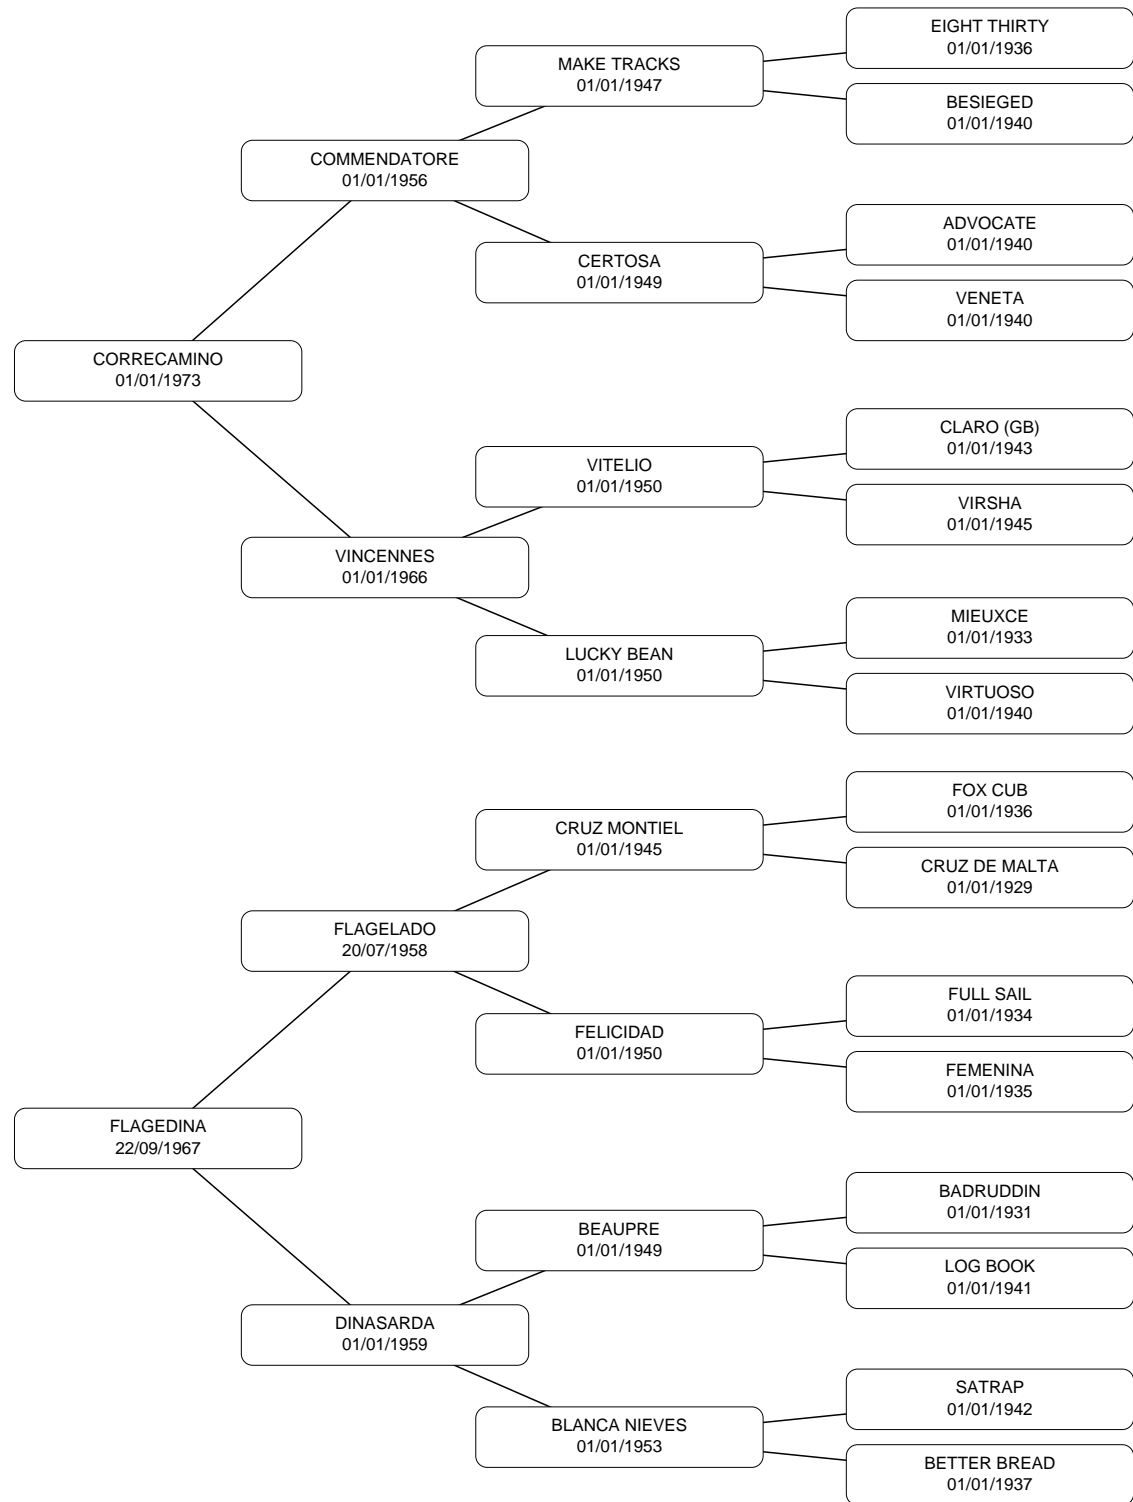 EIGHT THIRTY
01/01/1936
MAKE TRACKS
01/01/1947
BESIEGED
01/01/1940
COMMENDATORE
01/01/1956
ADVOCATE
01/01/1940
CERTOSA
01/01/1949
VENETA
01/01/1940
CORRECAMINO
01/01/1973
CLARO (GB)
01/01/1943
VITELIO
01/01/1950
VIRSHA
01/01/1945
VINCENNES
01/01/1966
MIEUXCE
01/01/1933
LUCKY BEAN
01/01/1950
VIRTUOSO
01/01/1940
FOX CUB
01/01/1936
CRUZ MONTIEL
01/01/1945
CRUZ DE MALTA
01/01/1929
FLAGELADO
20/07/1958
FULL SAIL
01/01/1934
FELICIDAD
01/01/1950
FEMENINA
01/01/1935
FLAGEDINA
22/09/1967
BADRUDDIN
01/01/1931
BEAUPRE
01/01/1949
LOG BOOK
01/01/1941
DINASARDA
01/01/1959
SATRAP
01/01/1942
BLANCA NIEVES
01/01/1953
BETTER BREAD
01/01/1937